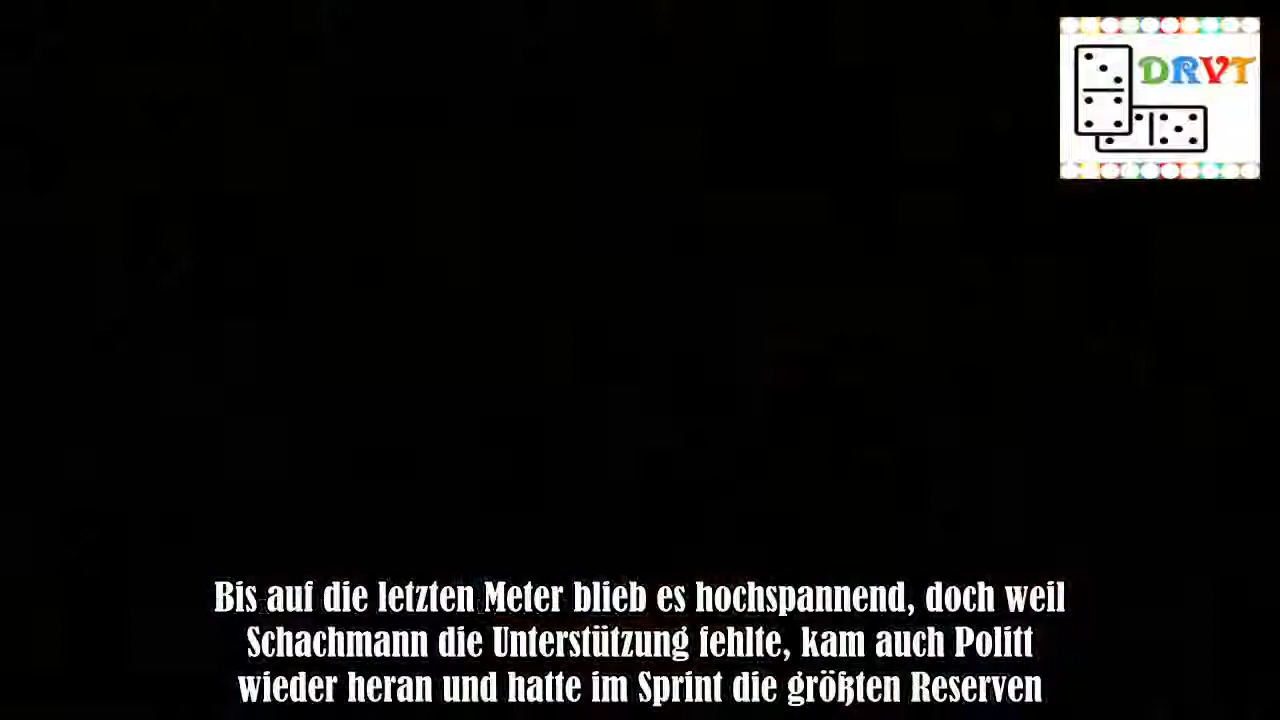 DRVT
Bis auf die letzten Meter blieb es hochspannend, doch weil
Schachmann die Unterstützung fehlte, kam auch Politt
wieder heran und hatte im Sprint die größten Reserven